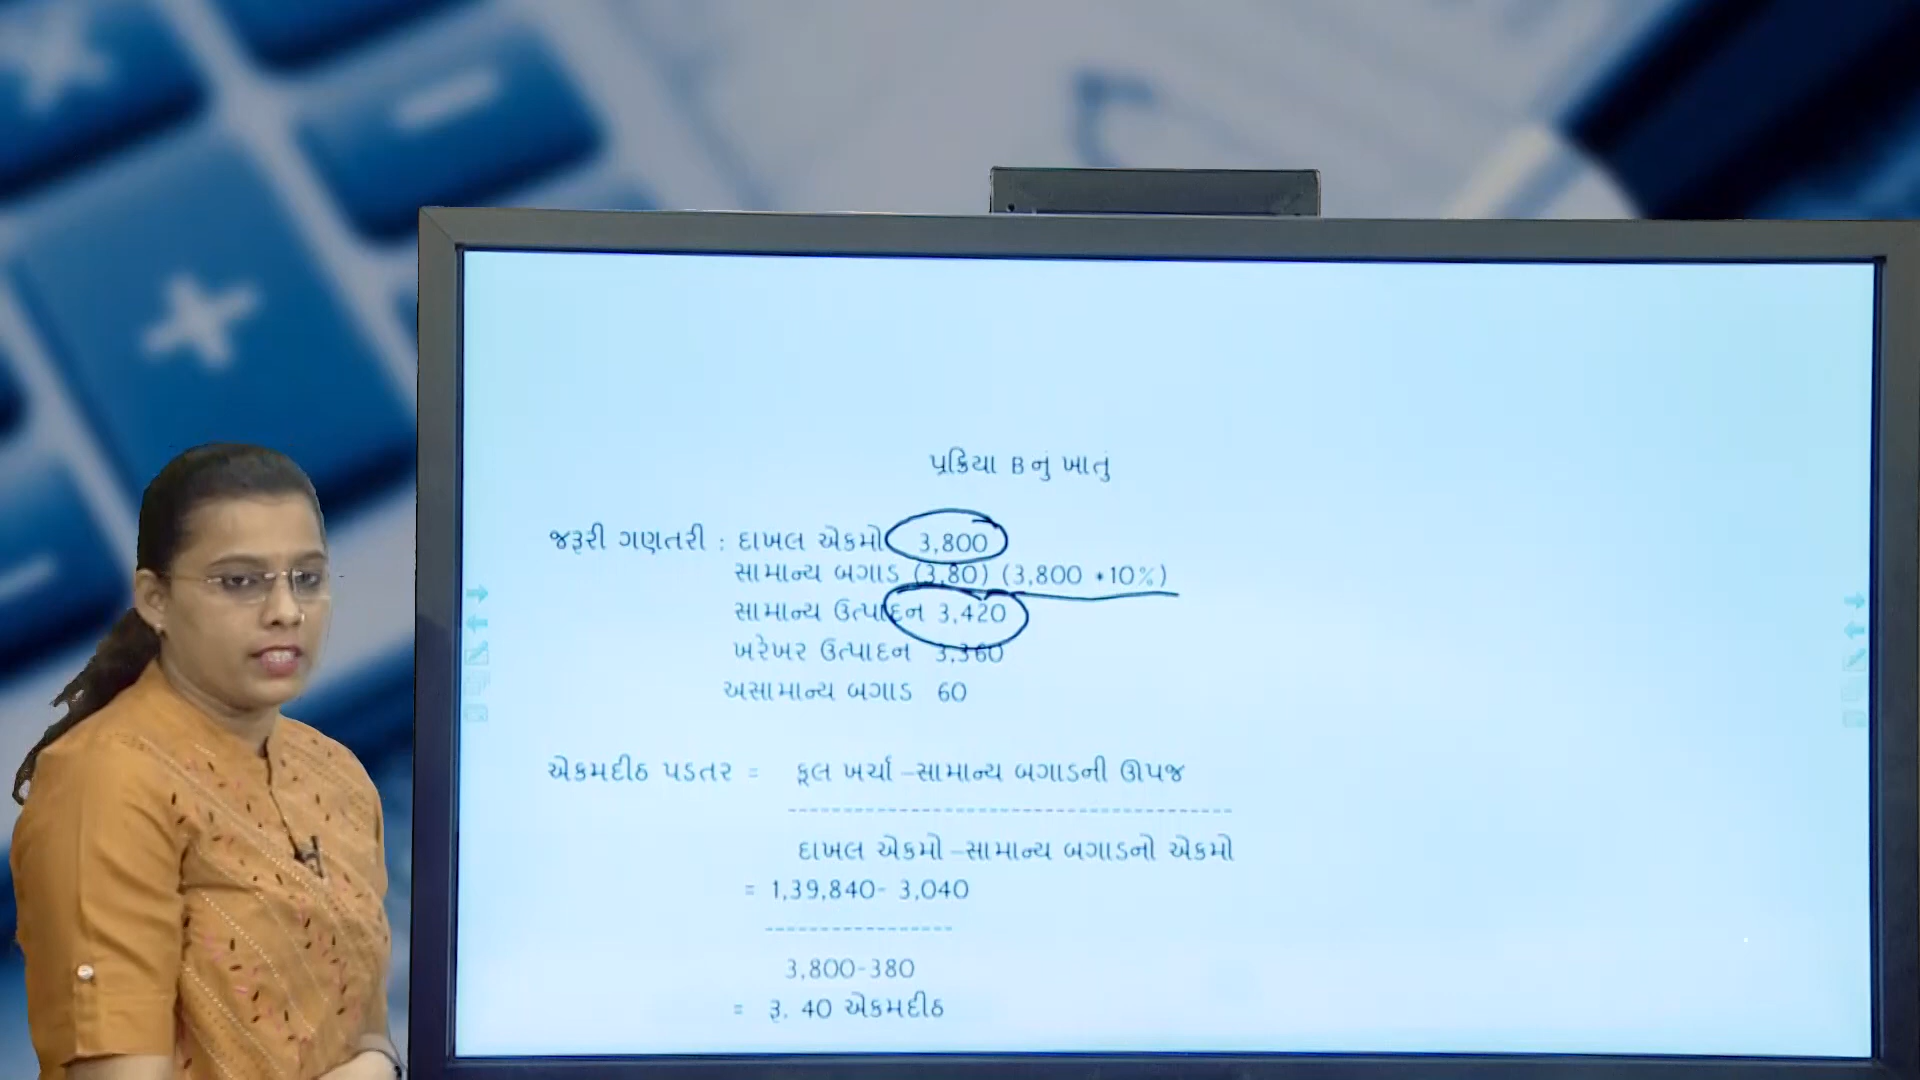 પ્રક્રિયા B નું ખાતું
જરૂરી ગણતરી : દાખલ એકમો 3,800
સામાન્ય બગાડ (3,80) (3,800 *10%)
સામાન્ય ઉત્પાદન 3,420
ખરેખર ઉત્પાદન 3,360
અસામાન્ય બગાડ 60
એકમદીઠ પડતર = કૂલ ખર્ચા –સામાન્ય બગાડની ઊપજ
-----------------------------------------
દાખલ એકમો –સામાન્ય બગાડનો એકમો
= 1,39,840- 3,040
-----------------
3,800-380
= રૂ. 40 એકમદીઠ